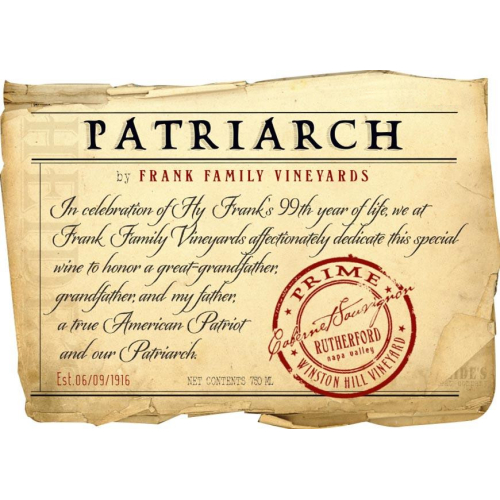 PATRIARCH
by FRANK FAMILY VINEYARDS
In celebration of Hy Frank's 99th year of life, we at
Frank Family Vineyards affectionately dedicate this special
wine to honor a great-grandfather,
grandfather, and my father,
a true American Patriot
and our Patriarch.
PRIME
Cabernet Sauvignon
RUTHERFORD
napa valley
WINSTON HILL VINEYARD
Est.06/09/1916
NET CONTENTS 750 ML